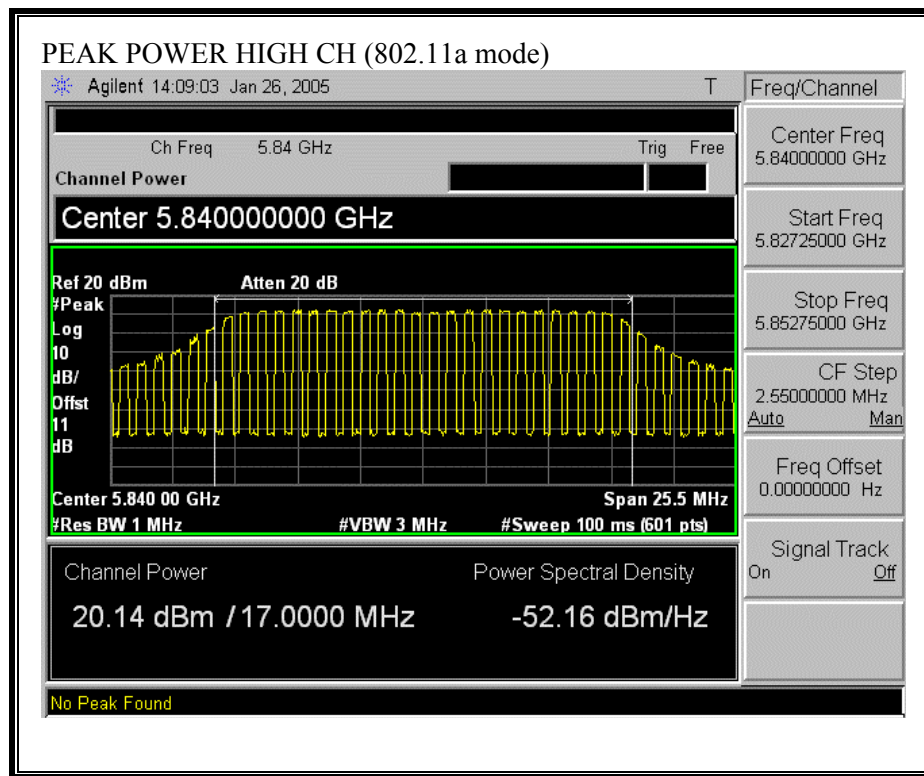 PEAK POWER HIGH CH (802.11a mode)
Agilent 14:09:03 Jan 26, 2005 T
Freq/Channel
Ch Freq 5.84 GHz Trig Free
Channel Power
Center 5.840000000 GHz
Ref 20 dBm Atten 20 dB
#Peak
Log
10
dB/
Offst
11
dB
Center 5.840 00 GHz Span 25.5 MHz
#Res BW 1 MHz #VBW 3 MHz #Sweep 100 ms (601 pts)
Channel Power Power Spectral Density
20.14 dBm / 17.0000 MHz -52.16 dBm/Hz
No Peak Found
Center Freq
5.84000000 GHz
Start Freq
5.82725000 GHz
Stop Freq
5.85275000 GHz
CF Step
2.55000000 MHz
Auto Man
Freq Offset
0.00000000 Hz
Signal Track
On Off